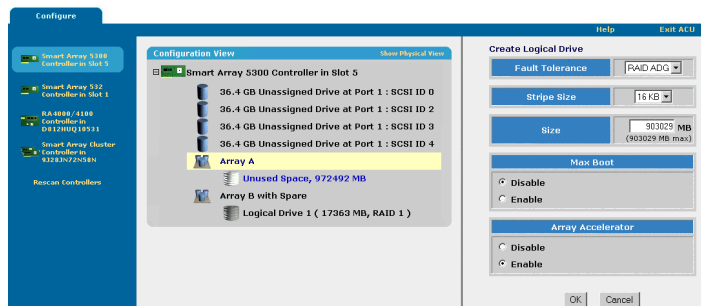 Configure
Help
Exit ACU
Smart Array 5300
Controller in Slot 5
Smart Array 532
Controller in Slot 1
RA4000/4100
Controller in
D012HUQ10531
Smart Array Cluster
Controller in
9J28JN72N58N
Rescan Controllers
Configuration View
Show Physical View
Smart Array 5300 Controller in Slot 5
36.4 GB Unassigned Drive at Port 1 : SCSI ID 0
36.4 GB Unassigned Drive at Port 1 : SCSI ID 2
36.4 GB Unassigned Drive at Port 1 : SCSI ID 3
36.4 GB Unassigned Drive at Port 1 : SCSI ID 4
Array A
Unused Space, 972492 MB
Array B with Spare
Logical Drive 1 ( 17363 MB, RAID 1 )
Create Logical Drive
Fault Tolerance
RAID ADG
Stripe Size
16 KB
Size
903029 MB
(903029 MB max)
Max Boot
Disable
Enable
Array Accelerator
Disable
Enable
OK
Cancel